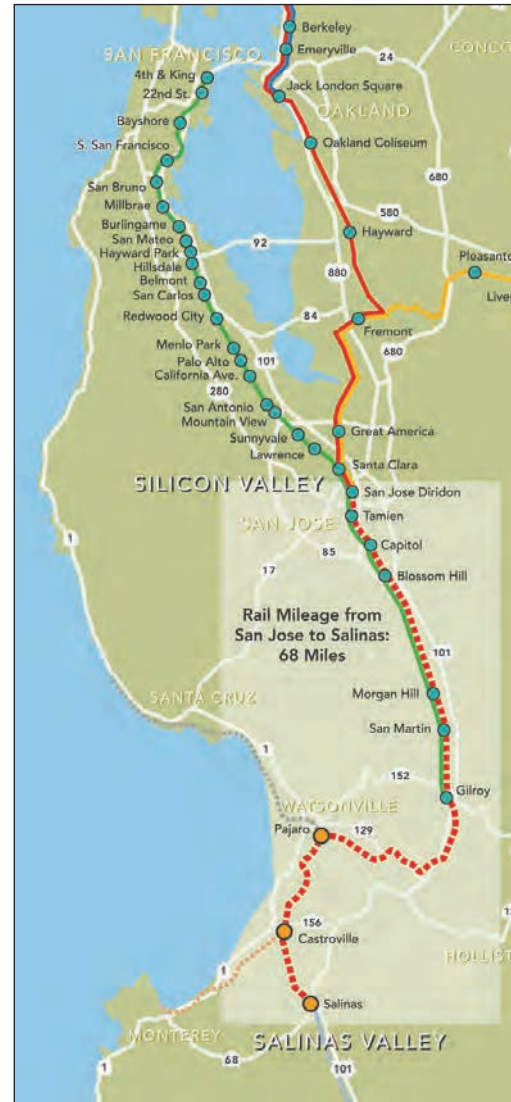 Berkeley
Emeryville
SAN FRANCISCO
24
CONCO
4th & King
22nd St.
Jack London Square
OAKLAND
Bayshore
Oakland Coliseum
S. San Francisco
680
San Bruno
Millbrae
580
Burlingame
San Mateo
92
Hayward
Hayward Park
Hillsdale
Belmont
880
Pleasanto
San Carlos
Liver
Redwood City
84
Fremont
Menlo Park
680
Palo Alto
101
California Ave.
280
San Antonio
Mountain View
Great America
Sunnyvale
Lawrence
Santa Clara
SILICON VALLEY
San Jose Diridon
Tamien
SAN JOSE
1
Capitol
85
17
Blossom Hill
Rail Mileage from
San Jose to Salinas:
68 Miles
101
Morgan Hill
SANTA CRUZ
San Martin
1
152
Gilroy
WATSONVILLE
Pajaro
129
156
Castroville
HOLLIST
1
Salinas
MONTEREY
SALINAS VALLEY
68
101
1